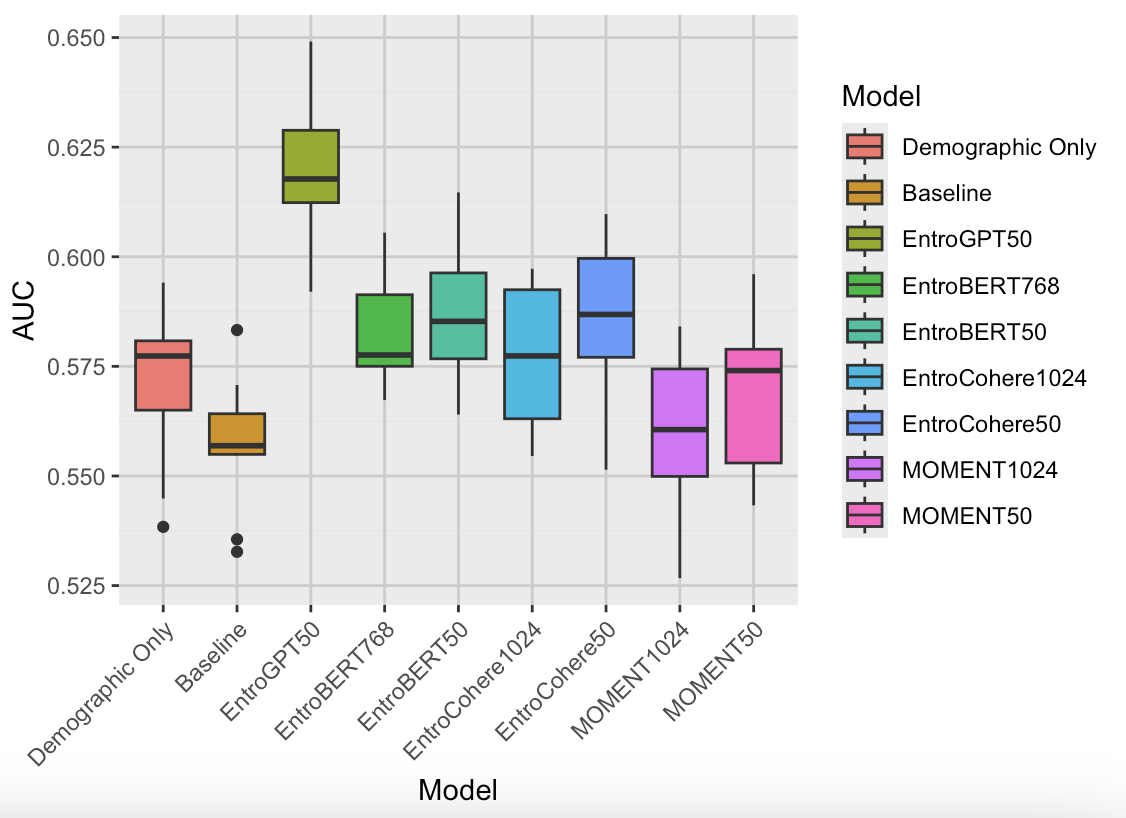 0.650
0.625
0.600
0.575
0.550
0.525
AUC
Demographic Only
Baseline
EntroGPT50
EntroBERT768
EntroBERT50
EntroCohere1024
EntroCohere50
MOMENT1024
MOMENT50
Model
Model
Demographic Only
Baseline
EntroGPT50
EntroBERT768
EntroBERT50
EntroCohere1024
EntroCohere50
MOMENT1024
MOMENT50